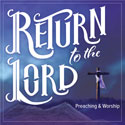 RETURN
to the
LORD
Preaching & Worship